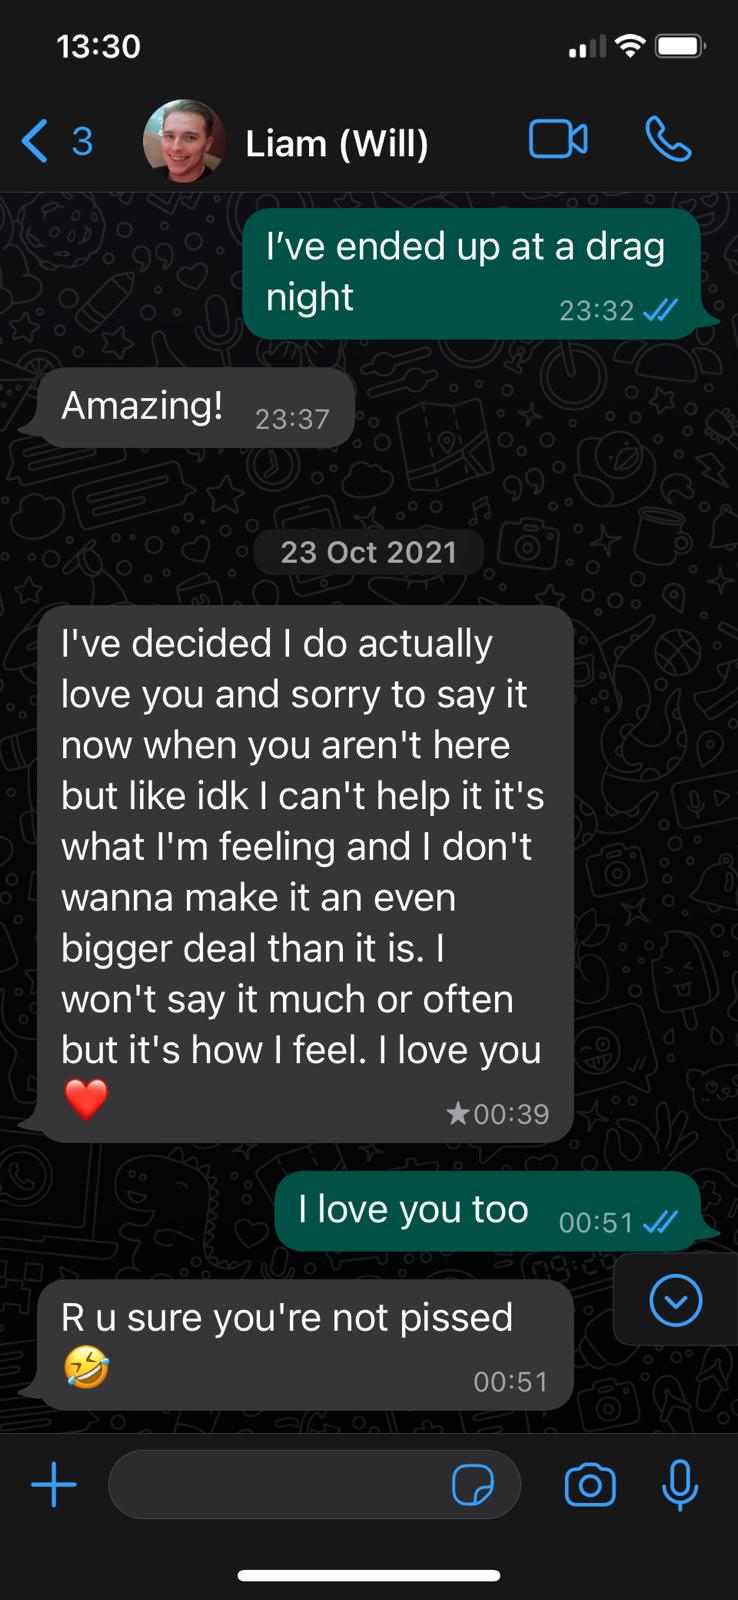 13:30
3
Liam (Will)
I’ve ended up at a drag
night
23:32
Amazing!
23:37
23 Oct 2021
I've decided I do actually
love you and sorry to say it
now when you aren't here
but like idk I can't help it it's
what I'm feeling and I don't
wanna make it an even
bigger deal than it is. I
won't say it much or often
but it's how I feel. I love you
❤️
★00:39
I love you too
00:51
R u sure you're not pissed
🤣
00:51